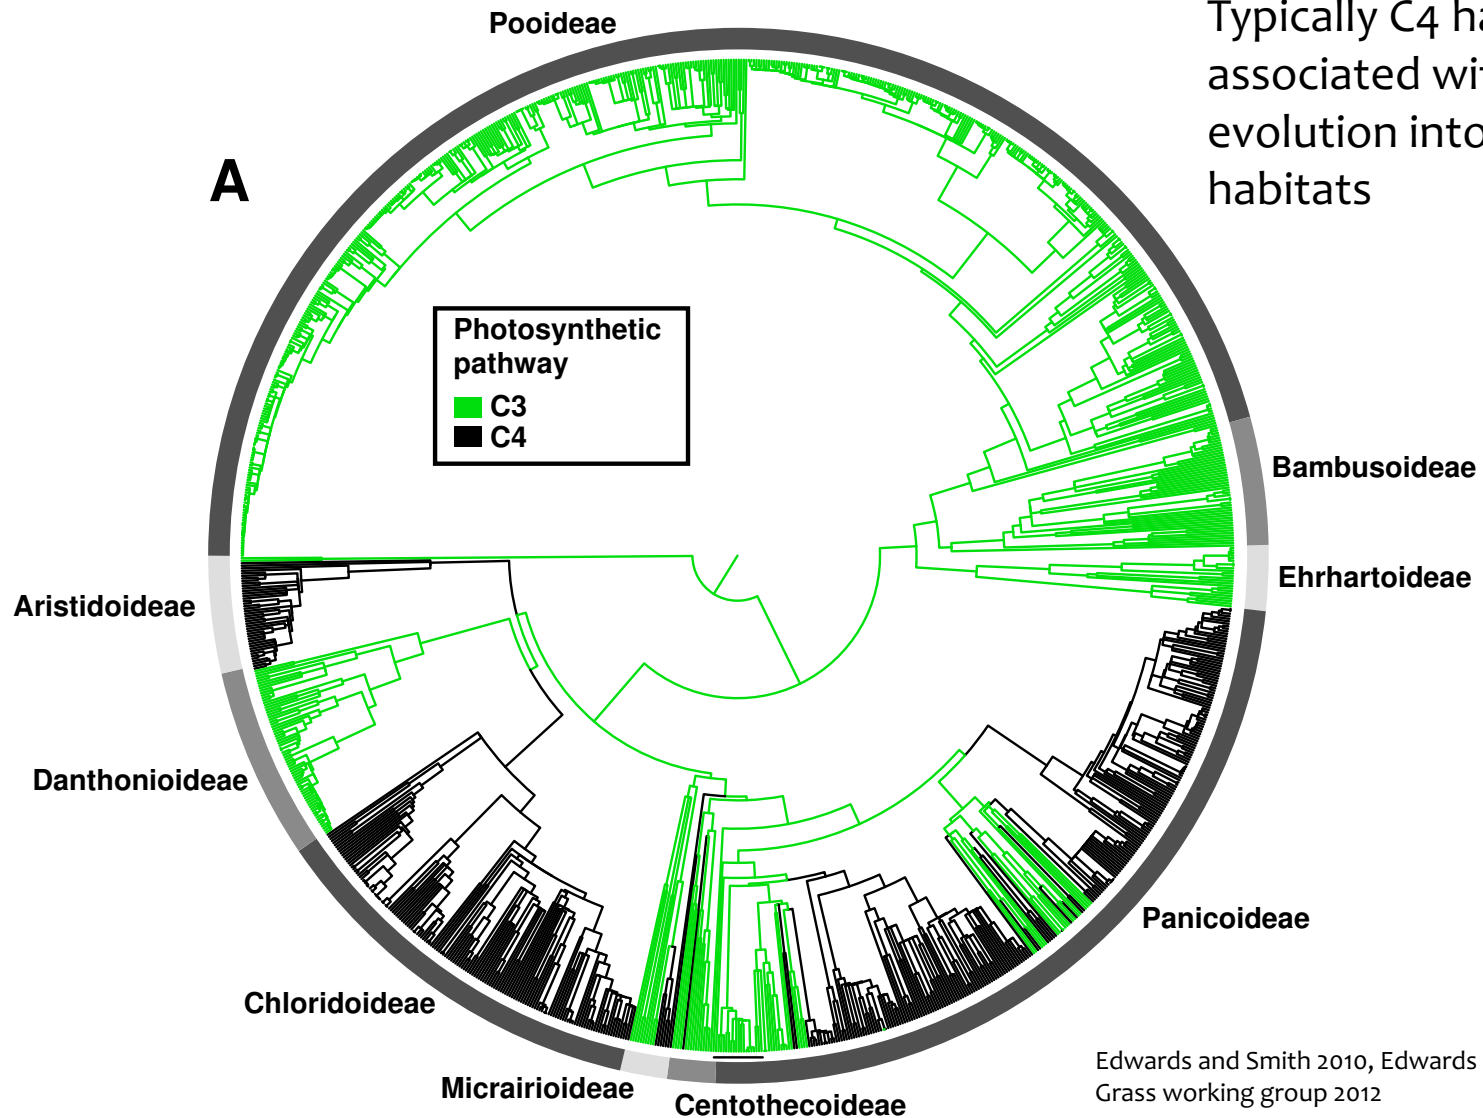 Pooideae
Typically C4 ha
associated wit
evolution into
habitats
A
Photosynthetic
pathway
C3
C4
Bambusoideae
Ehrhartoideae
Aristidoideae
Danthonioideae
Panicoideae
Chloridoideae
Micrairioideae
Centothecoideae
Edwards and Smith 2010, Edwards
Grass working group 2012